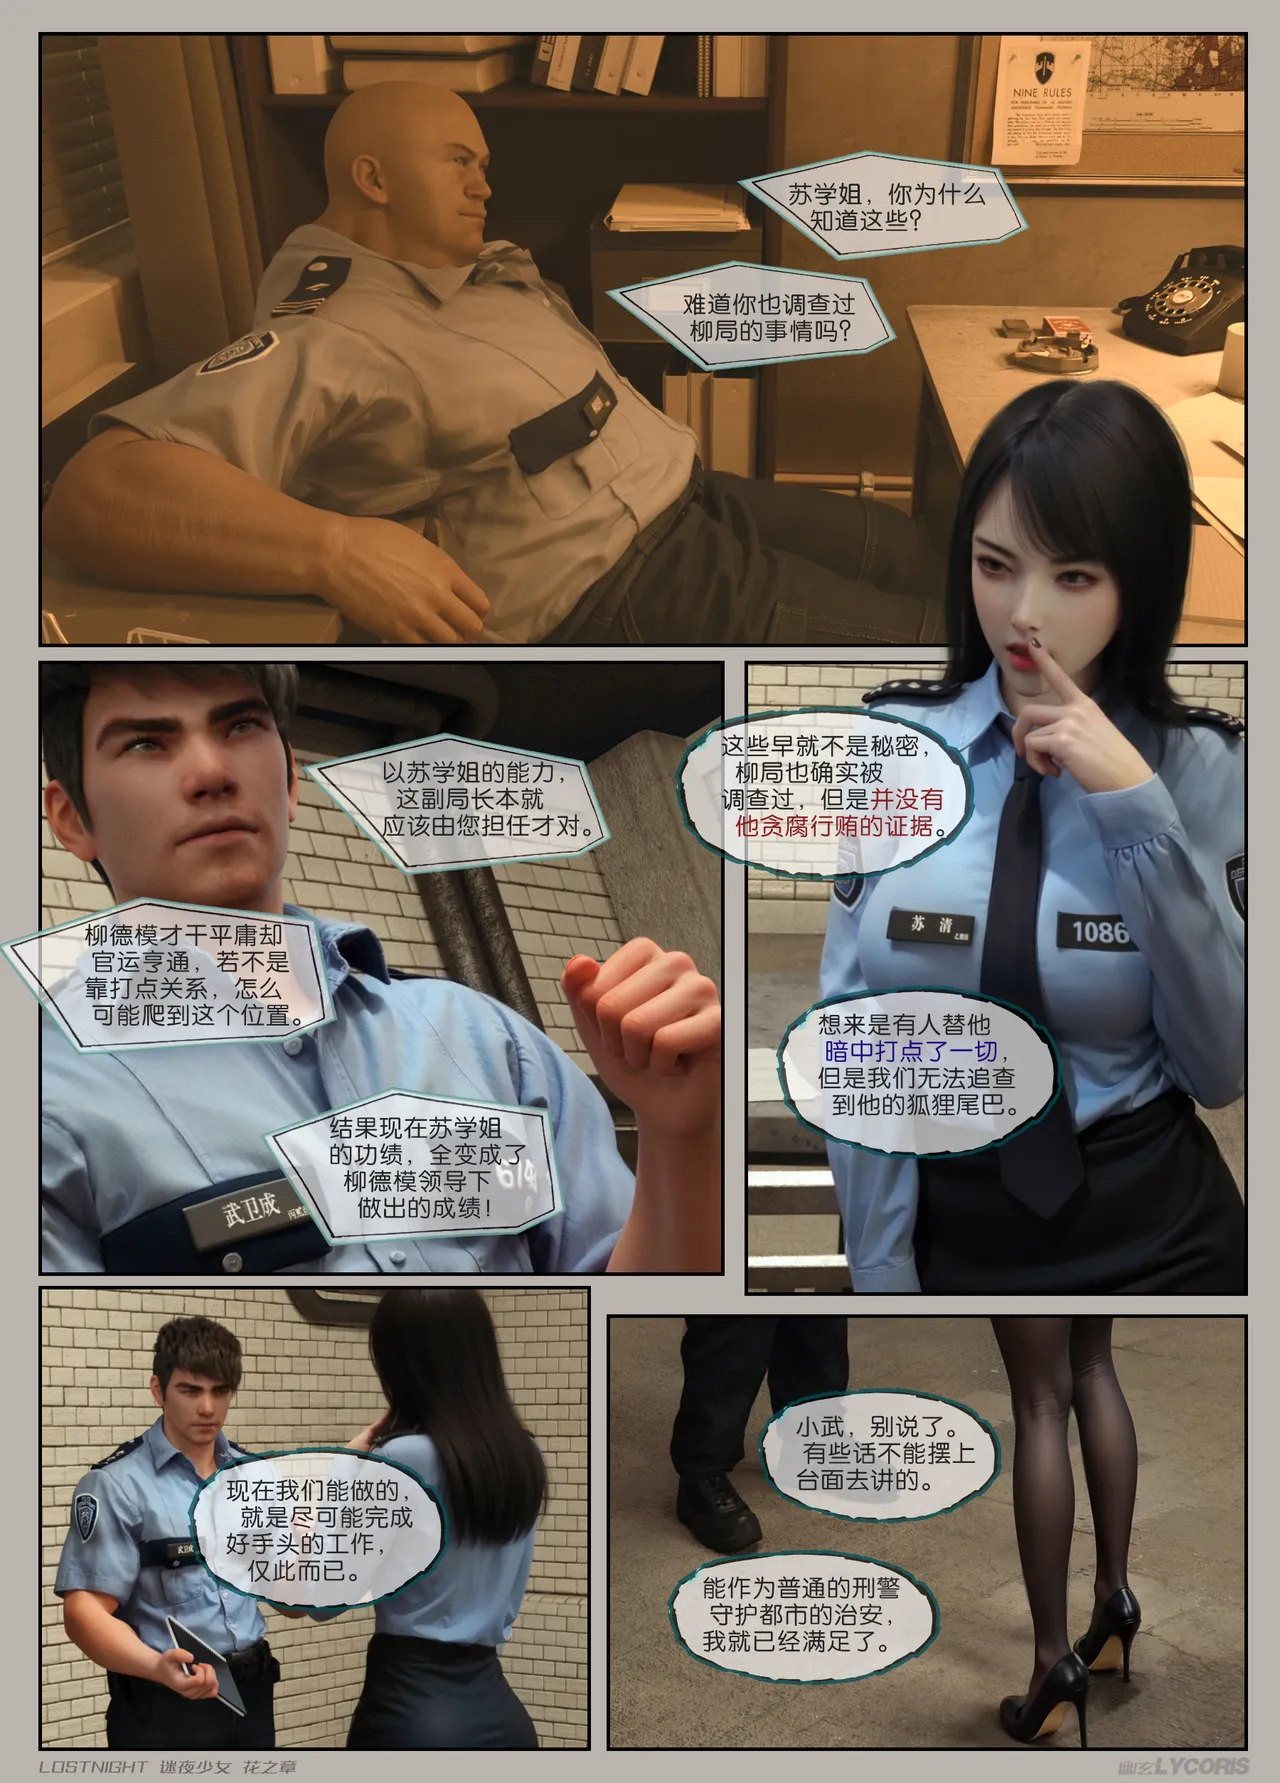 NINE RULES
苏学姐，你为什么
知道这些？
难道你也调查过
柳局的事情吗？
以苏学姐的能力，
这副局长本就
应该由您担任才对。
柳德模才干平庸却
官运亨通，若不是
靠打点关系，怎么
可能爬到这个位置。
结果现在苏学姐
的功绩，全变成了
柳德模领导下
做出的成绩！
614
武卫成
这些早就不是秘密，
柳局也确实被
调查过，但是并没有
他贪腐行贿的证据。
苏清
1086
想来是有人替他
暗中打点了一切，
但是我们无法追查
到他的狐狸尾巴。
现在我们能做的，
就是尽可能完成
好手头的工作，
仅此而已。
武卫成
小武，别说了。
有些话不能摆上
台面去讲的。
能作为普通的刑警
守护都市的治安，
我就已经满足了。
LOSTNIGHT 迷夜少女 花之章
幽玄LYCORIS